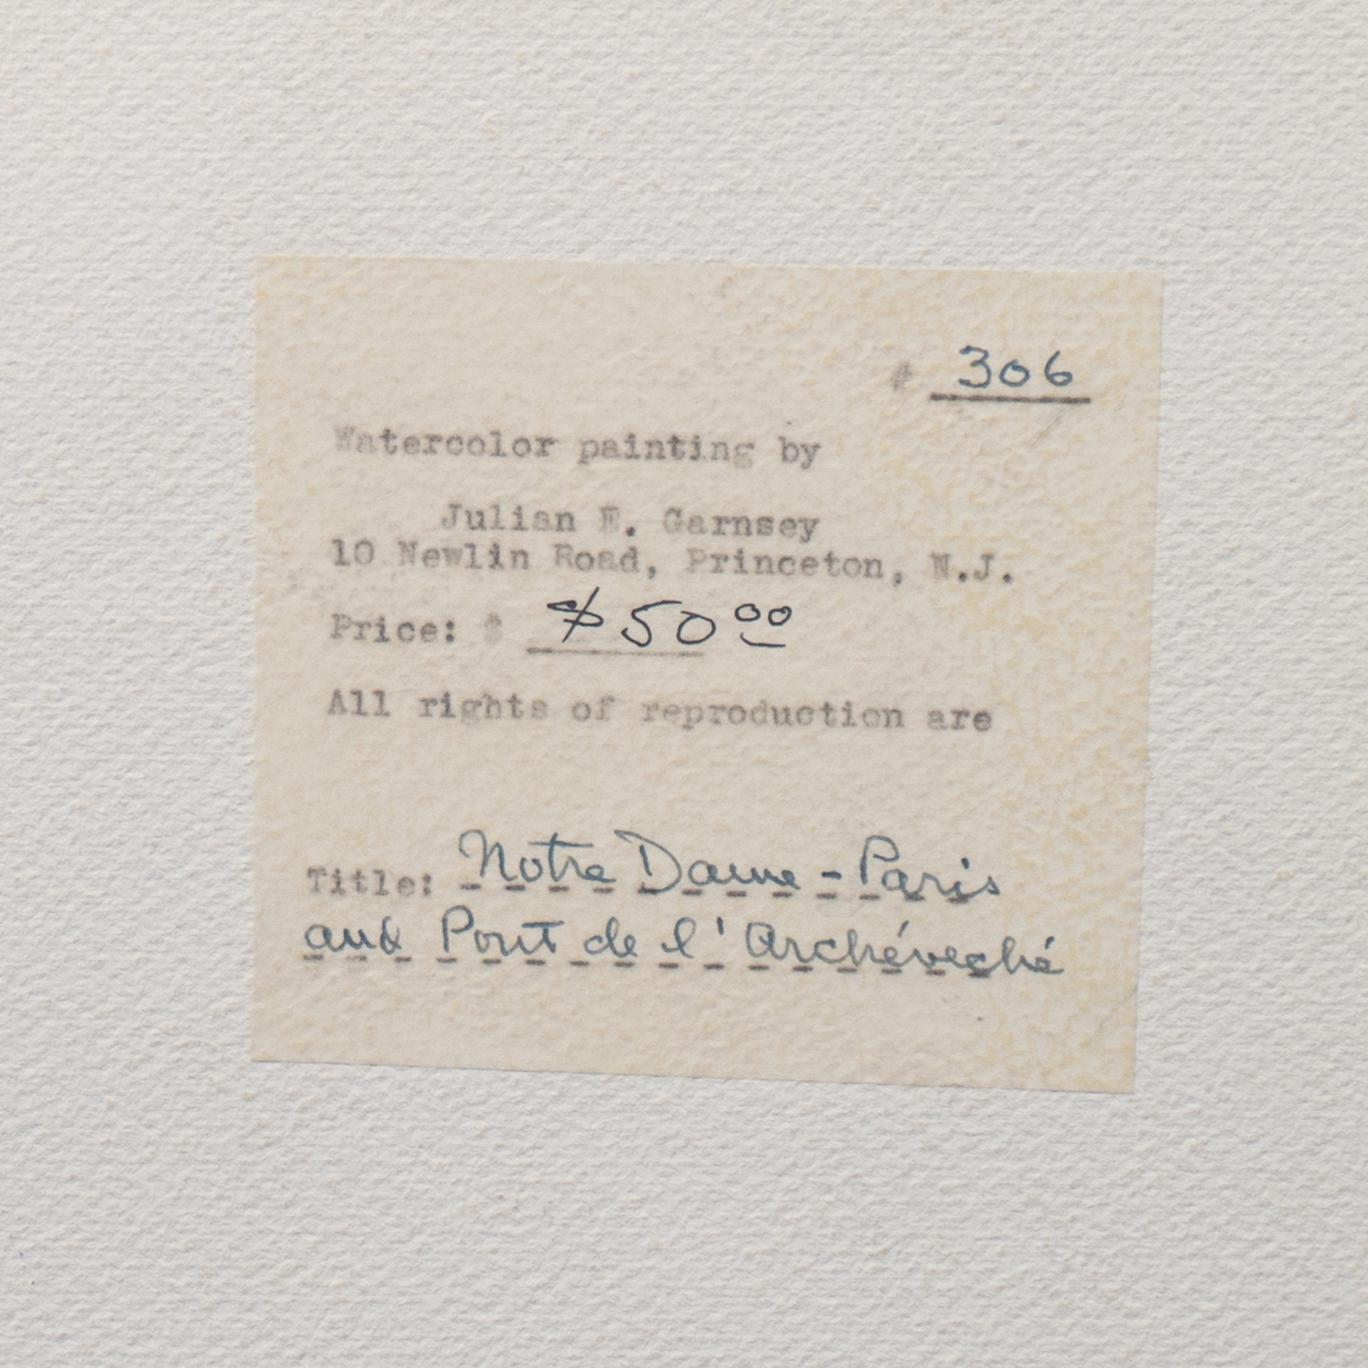 # 306
Watercolor painting by
Julian E. Garnsey
10 Newlin Road, Princeton, N.J.
Price: $ $50.00
All rights of reproduction are
Title: Notre Dame - Paris
and Pont de l'Archéveché